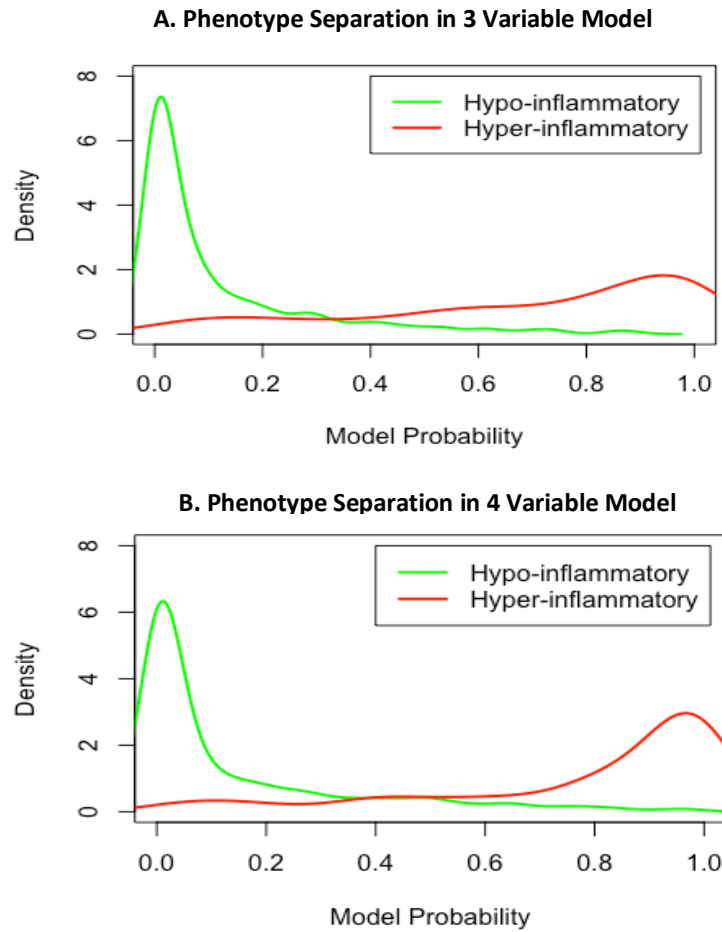 A. Phenotype Separation in 3 Variable Model
Hypo-inflammatory
Hyper-inflammatory
Density
0
2
4
6
8
0.0 0.2 0.4 0.6 0.8 1.0
Model Probability
B. Phenotype Separation in 4 Variable Model
Hypo-inflammatory
Hyper-inflammatory
Density
0
2
4
6
8
0.0 0.2 0.4 0.6 0.8 1.0
Model Probability